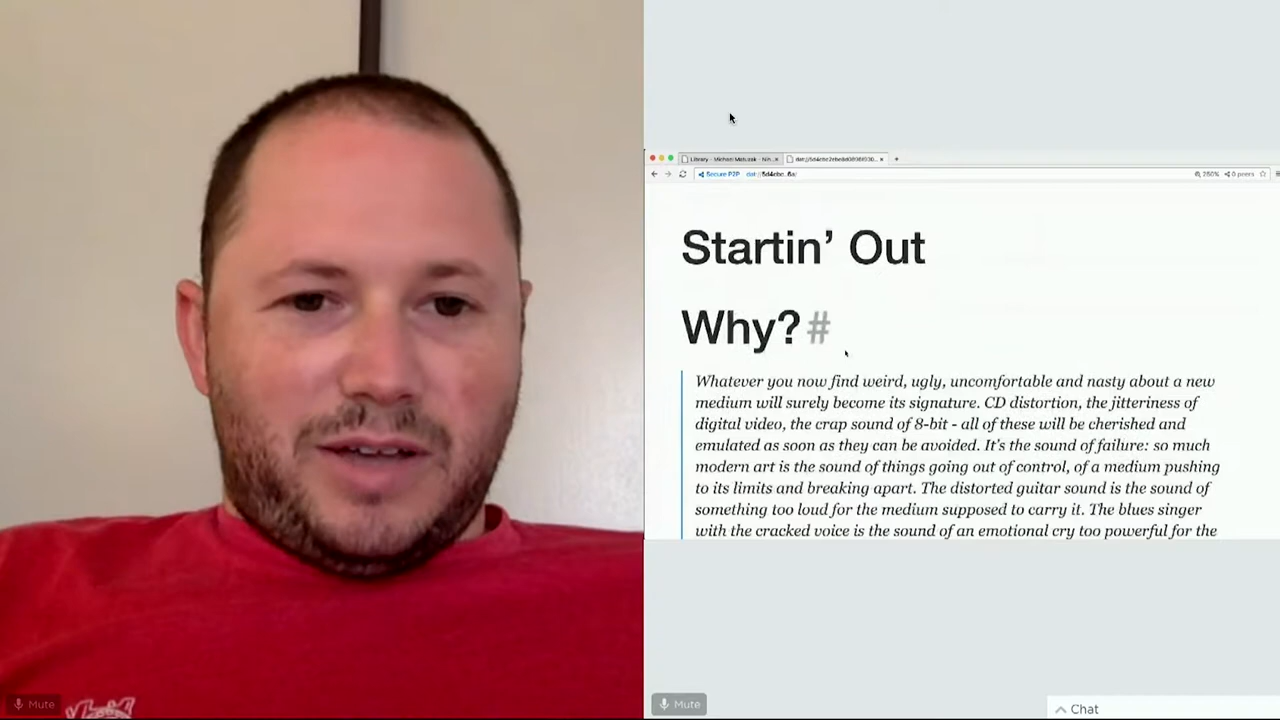 Library - Michael Matuzak - Nih...
Secure P2P
0 peers
Startin’ Out
Why? #
Whatever you now find weird, ugly, uncomfortable and nasty about a new
medium will surely become its signature. CD distortion, the jitteriness of
digital video, the crap sound of 8-bit - all of these will be cherished and
emulated as soon as they can be avoided. It’s the sound of failure: so much
modern art is the sound of things going out of control, of a medium pushing
to its limits and breaking apart. The distorted guitar sound is the sound of
something too loud for the medium supposed to carry it. The blues singer
with the cracked voice is the sound of an emotional cry too powerful for the
Mute
Mute
Chat